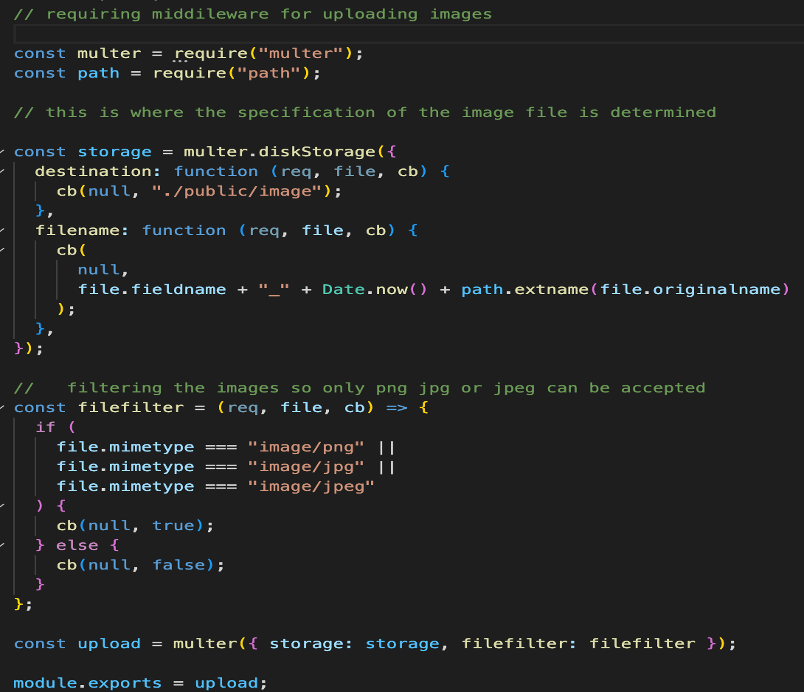 // requiring middileware for uploading images
const multer = require("multer");
const path = require("path");
// this is where the specification of the image file is determined
const storage = multer.diskStorage({
destination: function (req, file, cb) {
cb(null, "./public/image");
},
filename: function (req, file, cb) {
cb(
null,
file.fieldname + "_" + Date.now() + path.extname(file.originalname)
);
},
});
//   filtering the images so only png jpg or jpeg can be accepted
const filefilter = (req, file, cb) => {
if (
file.mimetype === "image/png" ||
file.mimetype === "image/jpg" ||
file.mimetype === "image/jpeg"
) {
cb(null, true);
} else {
cb(null, false);
}
};
const upload = multer({ storage: storage, filefilter: filefilter });
module.exports = upload;